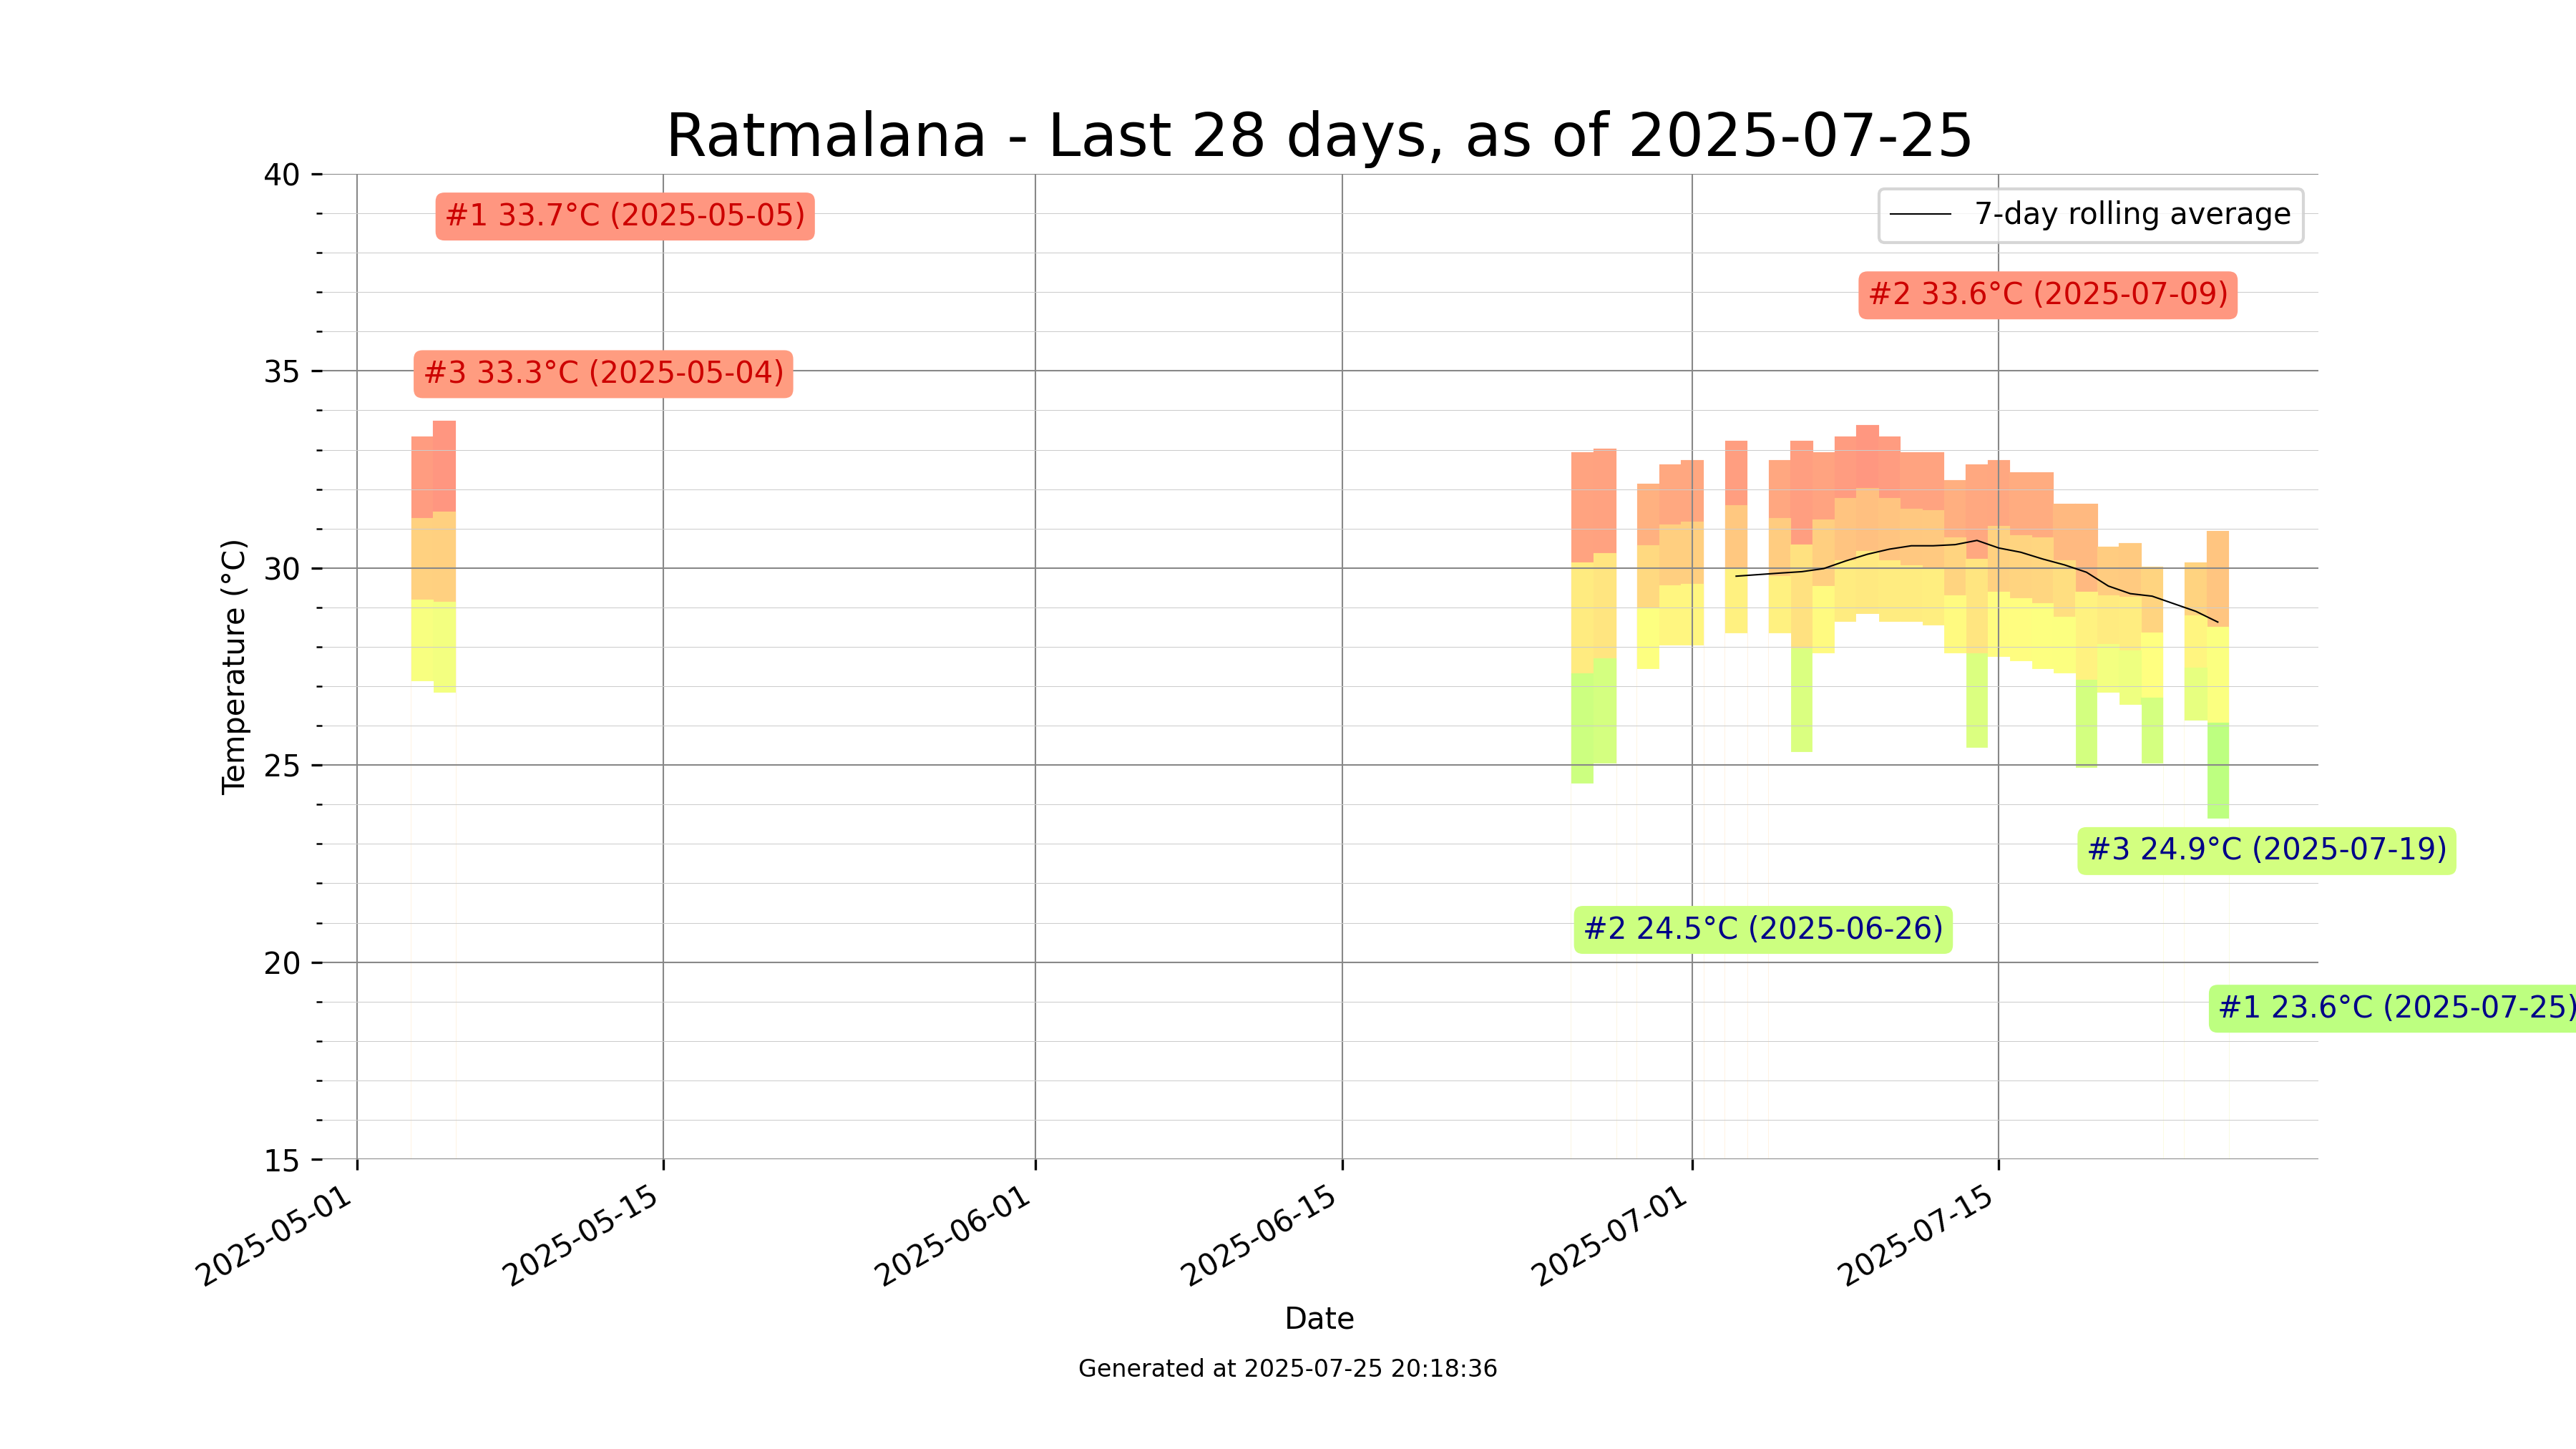 Ratmalana - Last 28 days, as of 2025-07-25
40
#1 33.7°C (2025-05-05)
7-day rolling average
#2 33.6°C (2025-07-09)
35
#3 33.3°C (2025-05-04)
30
Temperature (°C)
25
#3 24.9°C (2025-07-19)
#2 24.5°C (2025-06-26)
20
#1 23.6°C (2025-07-25)
15
2025-05-01
2025-05-15
2025-06-01
2025-06-15
2025-07-01
2025-07-15
Date
Generated at 2025-07-25 20:18:36